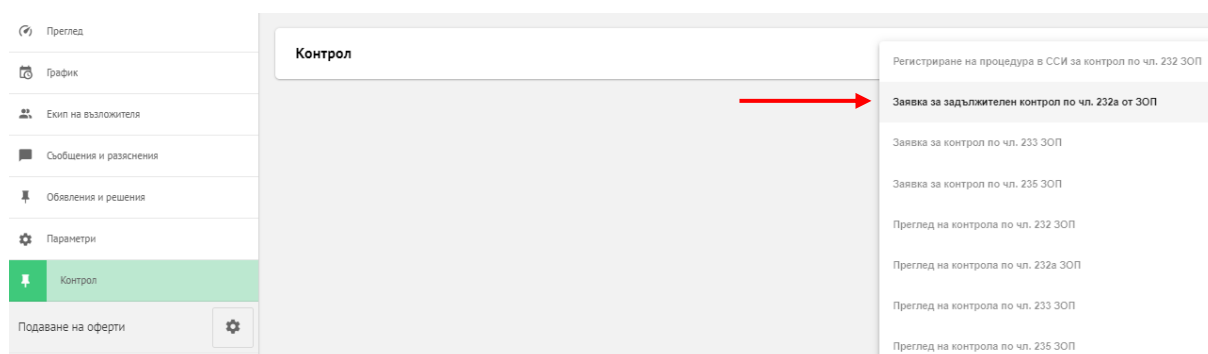 Преглед
График
Екип на възложителя
Съобщения и разяснения
Обявления и решения
Параметри
Контрол
Подаване на оферти
Контрол
Регистриране на процедура в ССИ за контрол по чл. 232 ЗОП
Заявка за задължителен контрол по чл. 232а от ЗОП
Заявка за контрол по чл. 233 ЗОП
Заявка за контрол по чл. 235 ЗОП
Преглед на контрола по чл. 232 ЗОП
Преглед на контрола по чл. 232а ЗОП
Преглед на контрола по чл. 233 ЗОП
Преглед на контрола по чл. 235 ЗОП